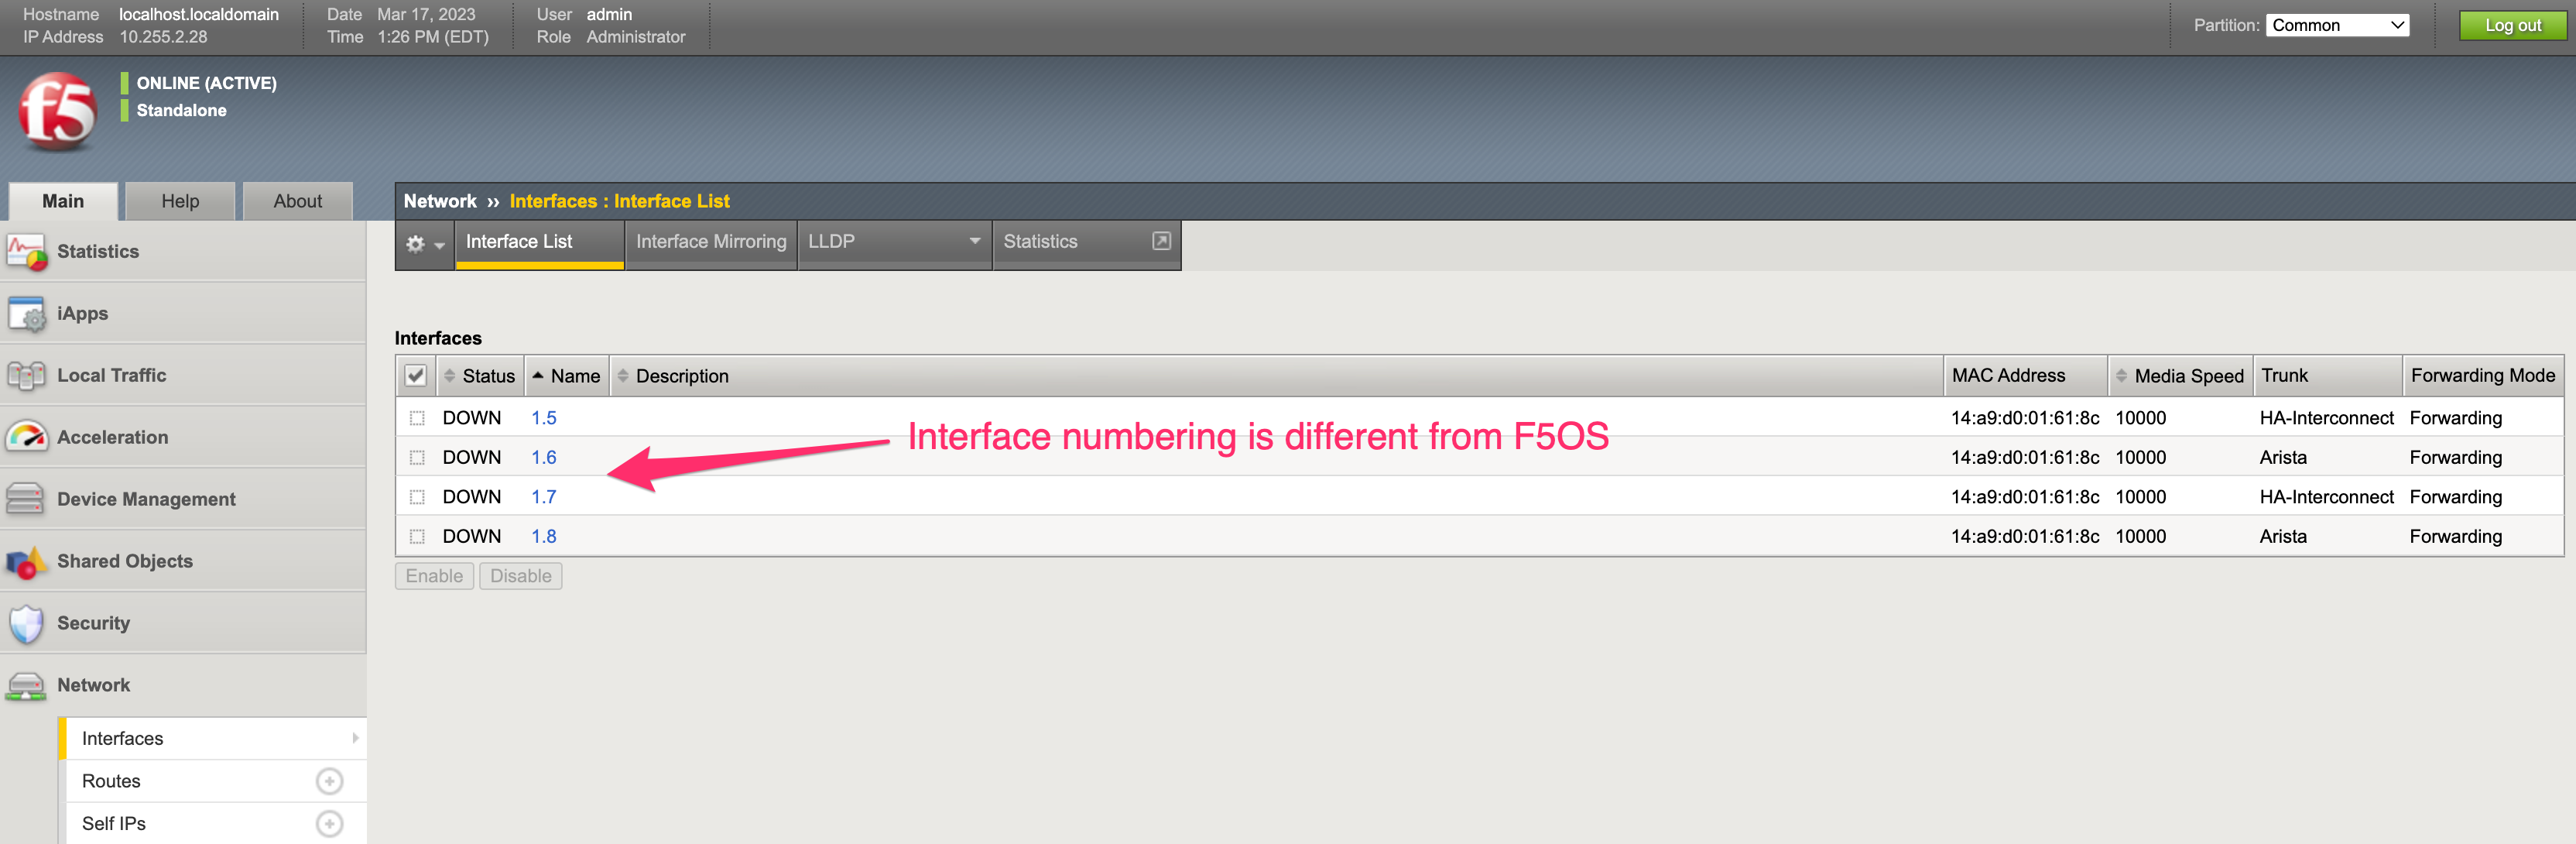 Hostname localhost.localdomain Date Mar 17, 2023 User admin
IP Address 10.255.2.28 Time 1:26 PM (EDT) Role Administrator
Partition: Common Log out
f5
ONLINE (ACTIVE)
Standalone
Main Help About
Network ›› Interfaces : Interface List
Interface List Interface Mirroring LLDP Statistics
Statistics
iApps
Local Traffic
Acceleration
Device Management
Shared Objects
Security
Network
Interfaces
Routes
Self IPs
Interfaces
Status Name Description MAC Address Media Speed Trunk Forwarding Mode
DOWN 1.5 14:a9:d0:01:61:8c 10000 HA-Interconnect Forwarding
DOWN 1.6 14:a9:d0:01:61:8c 10000 Arista Forwarding
DOWN 1.7 14:a9:d0:01:61:8c 10000 HA-Interconnect Forwarding
DOWN 1.8 14:a9:d0:01:61:8c 10000 Arista Forwarding
Interface numbering is different from F5OS
Enable Disable